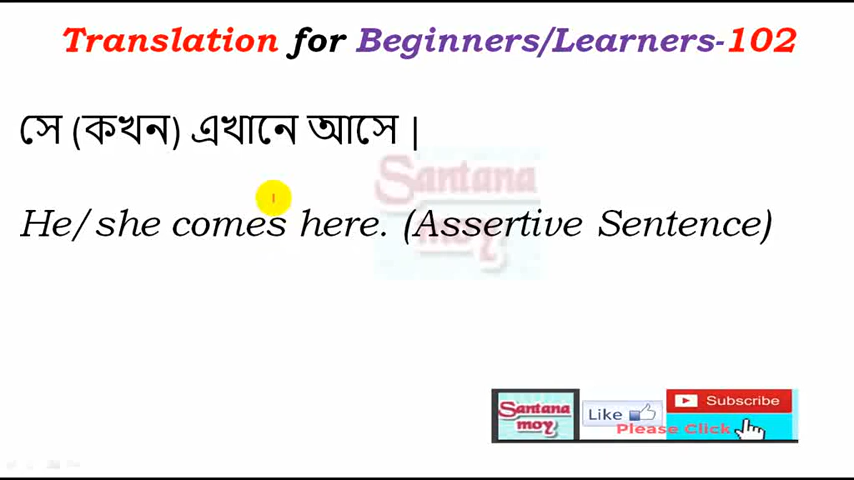 Translation for Beginners/Learners-102
সে (কখন) এখানে আসে |
Santana
moy
He/she comes here. (Assertive Sentence)
Santana
moy
Like
Subscribe
Please Click